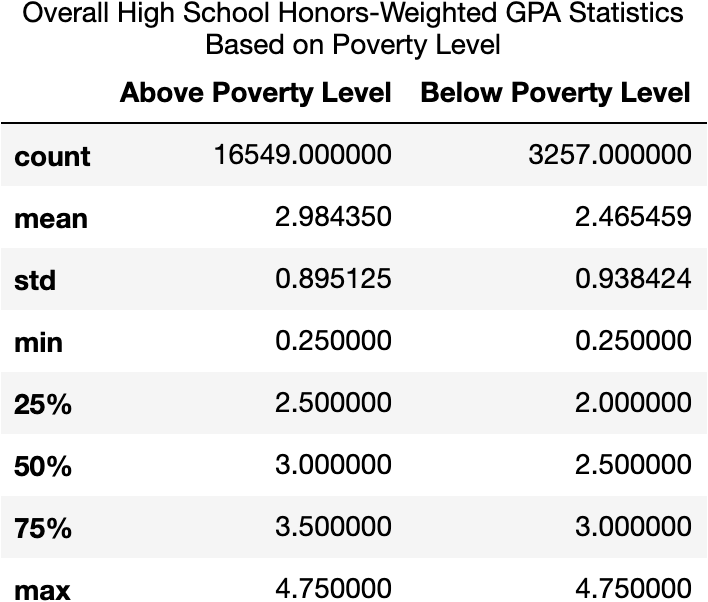 Overall High School Honors-Weighted GPA Statistics
Based on Poverty Level
Above Poverty Level Below Poverty Level
count 16549.000000 3257.000000
mean 2.984350 2.465459
std 0.895125 0.938424
min 0.250000 0.250000
25% 2.500000 2.000000
50% 3.000000 2.500000
75% 3.500000 3.000000
max 4.750000 4.750000